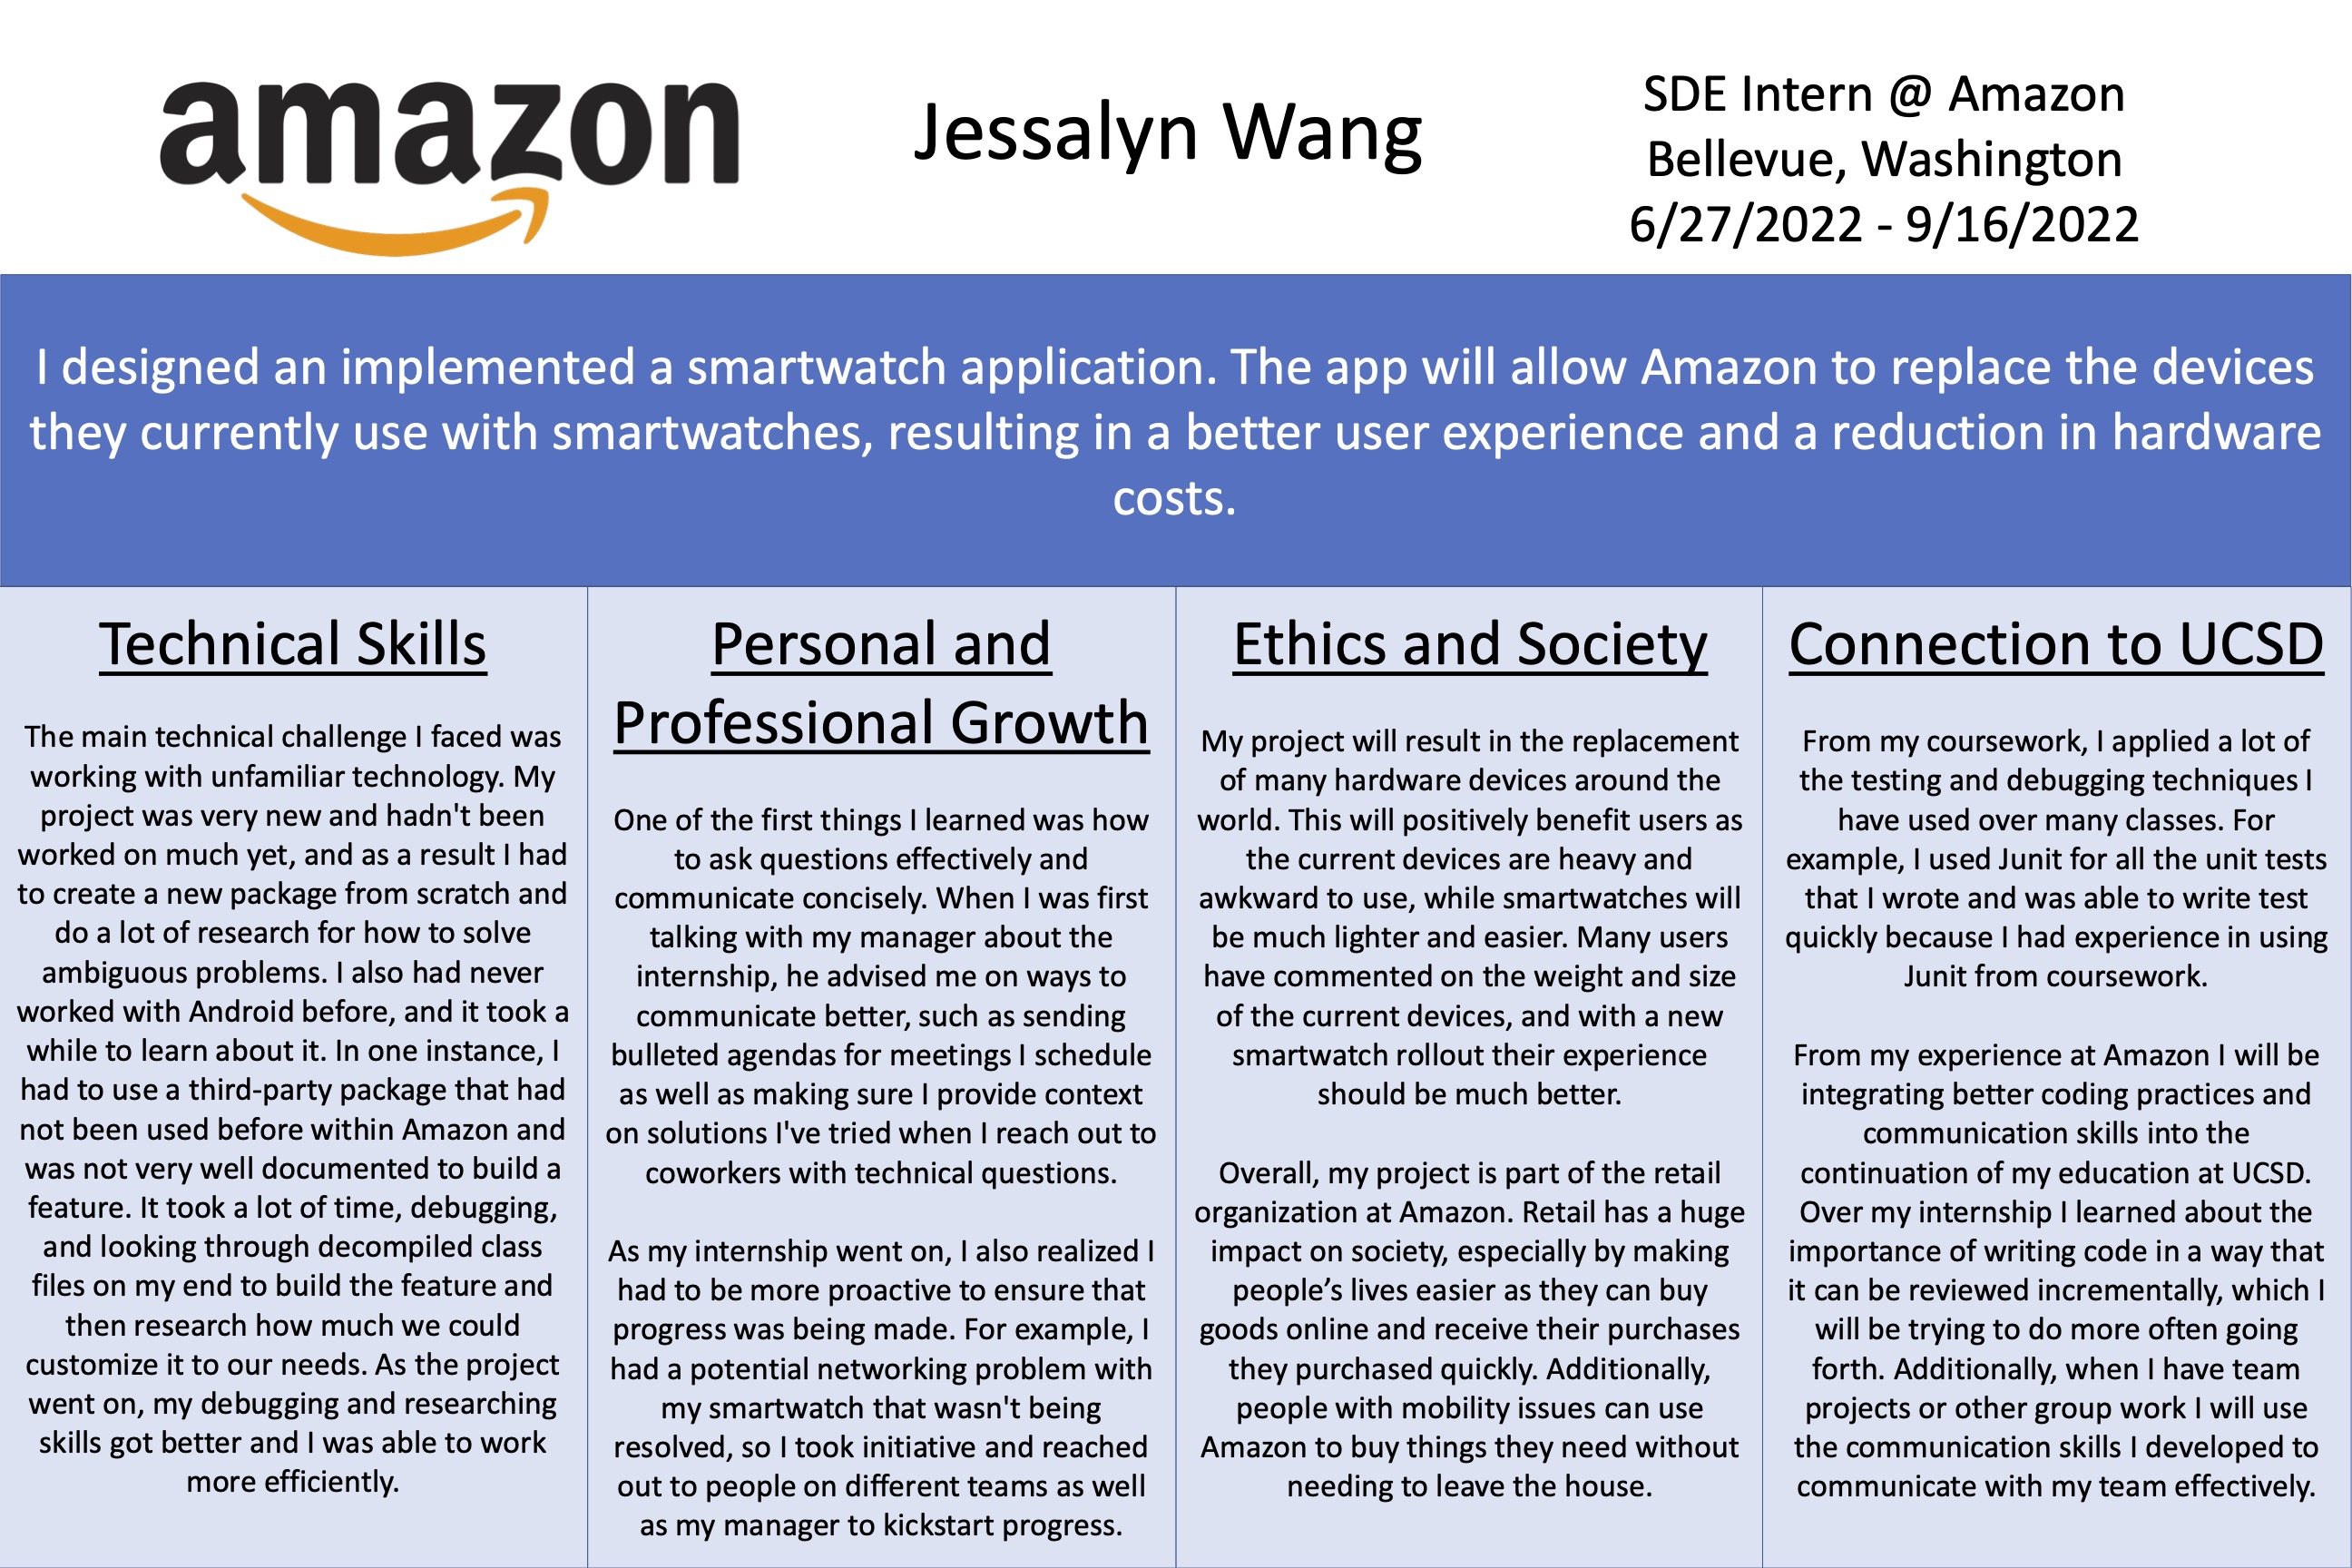 amazon
Jessalyn Wang
SDE Intern @ Amazon
Bellevue, Washington
6/27/2022 - 9/16/2022
I designed an implemented a smartwatch application. The app will allow Amazon to replace the devices
they currently use with smartwatches, resulting in a better user experience and a reduction in hardware
costs.
Technical Skills
The main technical challenge I faced was
working with unfamiliar technology. My
project was very new and hadn't been
worked on much yet, and as a result I had
to create a new package from scratch and
do a lot of research for how to solve
ambiguous problems. I also had never
worked with Android before, and it took a
while to learn about it. In one instance, I
had to use a third-party package that had
not been used before within Amazon and
was not very well documented to build a
feature. It took a lot of time, debugging,
and looking through decompiled class
files on my end to build the feature and
then research how much we could
customize it to our needs. As the project
went on, my debugging and researching
skills got better and I was able to work
more efficiently.
Personal and
Professional Growth
One of the first things I learned was how
to ask questions effectively and
communicate concisely. When I was first
talking with my manager about the
internship, he advised me on ways to
communicate better, such as sending
bulleted agendas for meetings I schedule
as well as making sure I provide context
on solutions I've tried when I reach out to
coworkers with technical questions.
As my internship went on, I also realized I
had to be more proactive to ensure that
progress was being made. For example, I
had a potential networking problem with
my smartwatch that wasn't being
resolved, so I took initiative and reached
out to people on different teams as well
as my manager to kickstart progress.
Ethics and Society
My project will result in the replacement
of many hardware devices around the
world. This will positively benefit users as
the current devices are heavy and
awkward to use, while smartwatches will
be much lighter and easier. Many users
have commented on the weight and size
of the current devices, and with a new
smartwatch rollout their experience
should be much better.
Overall, my project is part of the retail
organization at Amazon. Retail has a huge
impact on society, especially by making
people’s lives easier as they can buy
goods online and receive their purchases
they purchased quickly. Additionally,
people with mobility issues can use
Amazon to buy things they need without
needing to leave the house.
Connection to UCSD
From my coursework, I applied a lot of
the testing and debugging techniques I
have used over many classes. For
example, I used Junit for all the unit tests
that I wrote and was able to write test
quickly because I had experience in using
Junit from coursework.
From my experience at Amazon I will be
integrating better coding practices and
communication skills into the
continuation of my education at UCSD.
Over my internship I learned about the
importance of writing code in a way that
it can be reviewed incrementally, which I
will be trying to do more often going
forth. Additionally, when I have team
projects or other group work I will use
the communication skills I developed to
communicate with my team effectively.